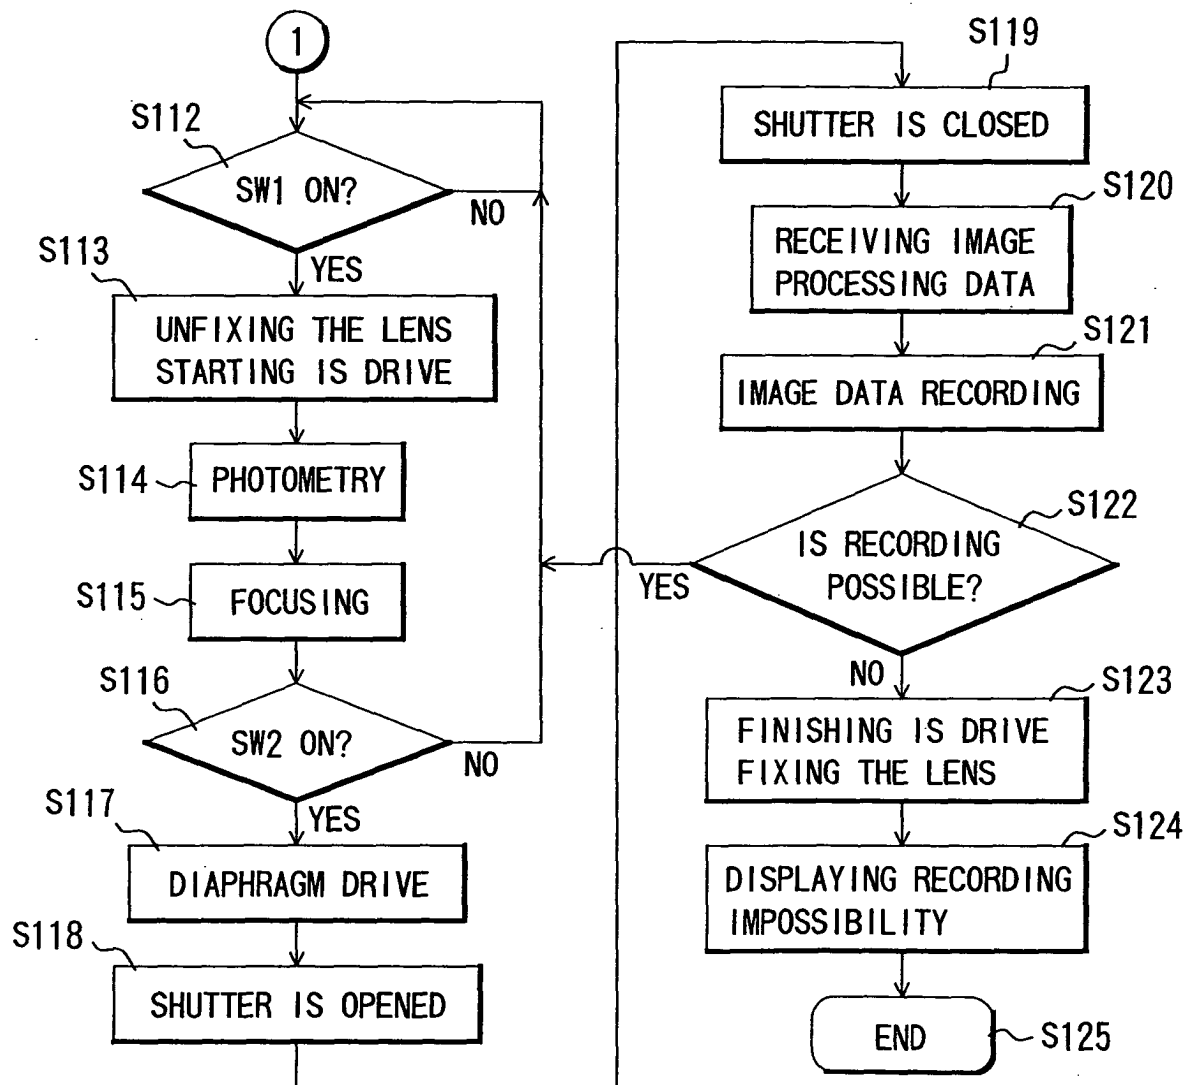 1
S112
SW1 ON?
NO
YES
S113
UNFIXING THE LENS
STARTING IS DRIVE
S114
PHOTOMETRY
S115
FOCUSING
S116
SW2 ON?
NO
YES
S117
DIAPHRAGM DRIVE
S118
SHUTTER IS OPENED
S119
SHUTTER IS CLOSED
S120
RECEIVING IMAGE
PROCESSING DATA
S121
IMAGE DATA RECORDING
S122
IS RECORDING
POSSIBLE?
YES
NO
S123
FINISHING IS DRIVE
FIXING THE LENS
S124
DISPLAYING RECORDING
IMPOSSIBILITY
END
S125